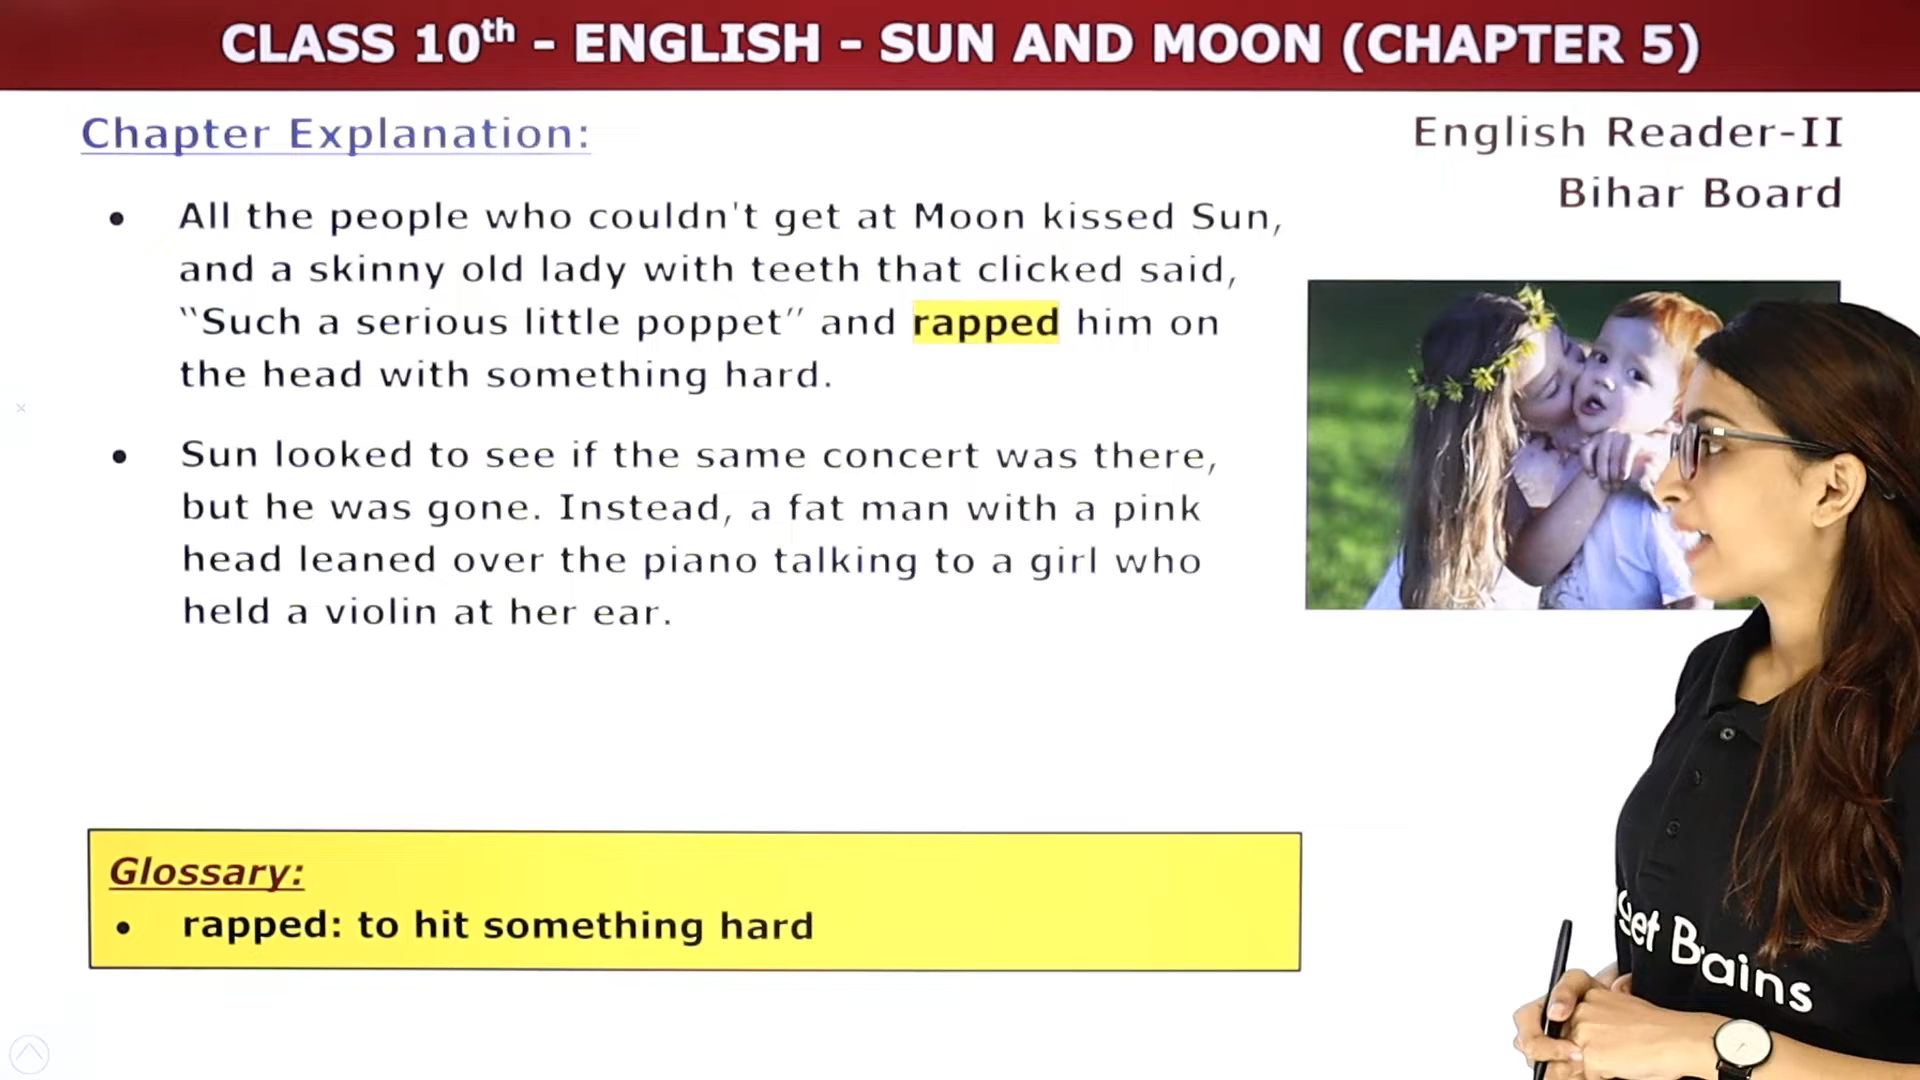 CLASS 10th - ENGLISH - SUN AND MOON (CHAPTER 5)
Chapter Explanation:
English Reader-II
Bihar Board
• All the people who couldn't get at Moon kissed Sun,
and a skinny old lady with teeth that clicked said,
“Such a serious little poppet” and rapped him on
the head with something hard.
• Sun looked to see if the same concert was there,
but he was gone. Instead, a fat man with a pink
head leaned over the piano talking to a girl who
held a violin at her ear.
Glossary:
• rapped: to hit something hard
et Brains